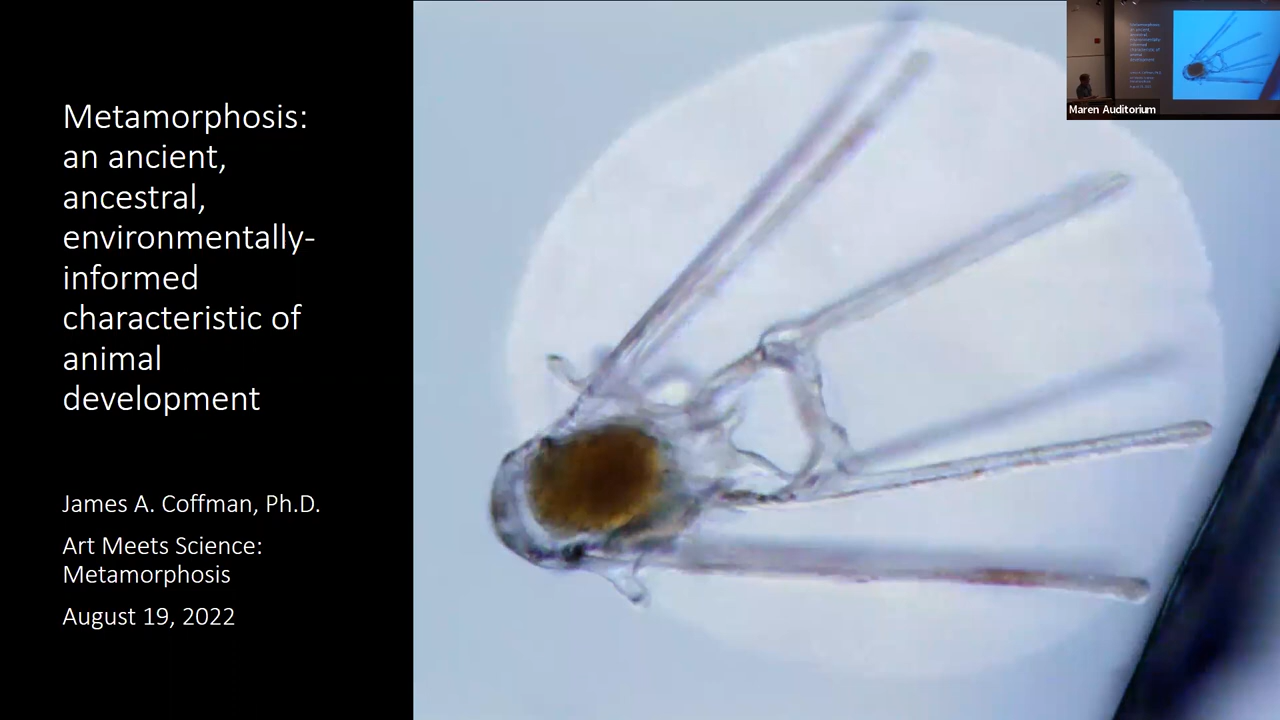 Metamorphosis:
an ancient,
ancestral,
environmentally-
informed
characteristic of
animal
development
James A. Coffman, Ph.D.
Art Meets Science:
Metamorphosis
August 19, 2022
Maren Auditorium